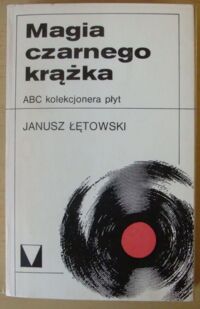 Magia
czarnego
krążka
ABC kolekcjonera płyt
JANUSZ ŁĘTOWSKI